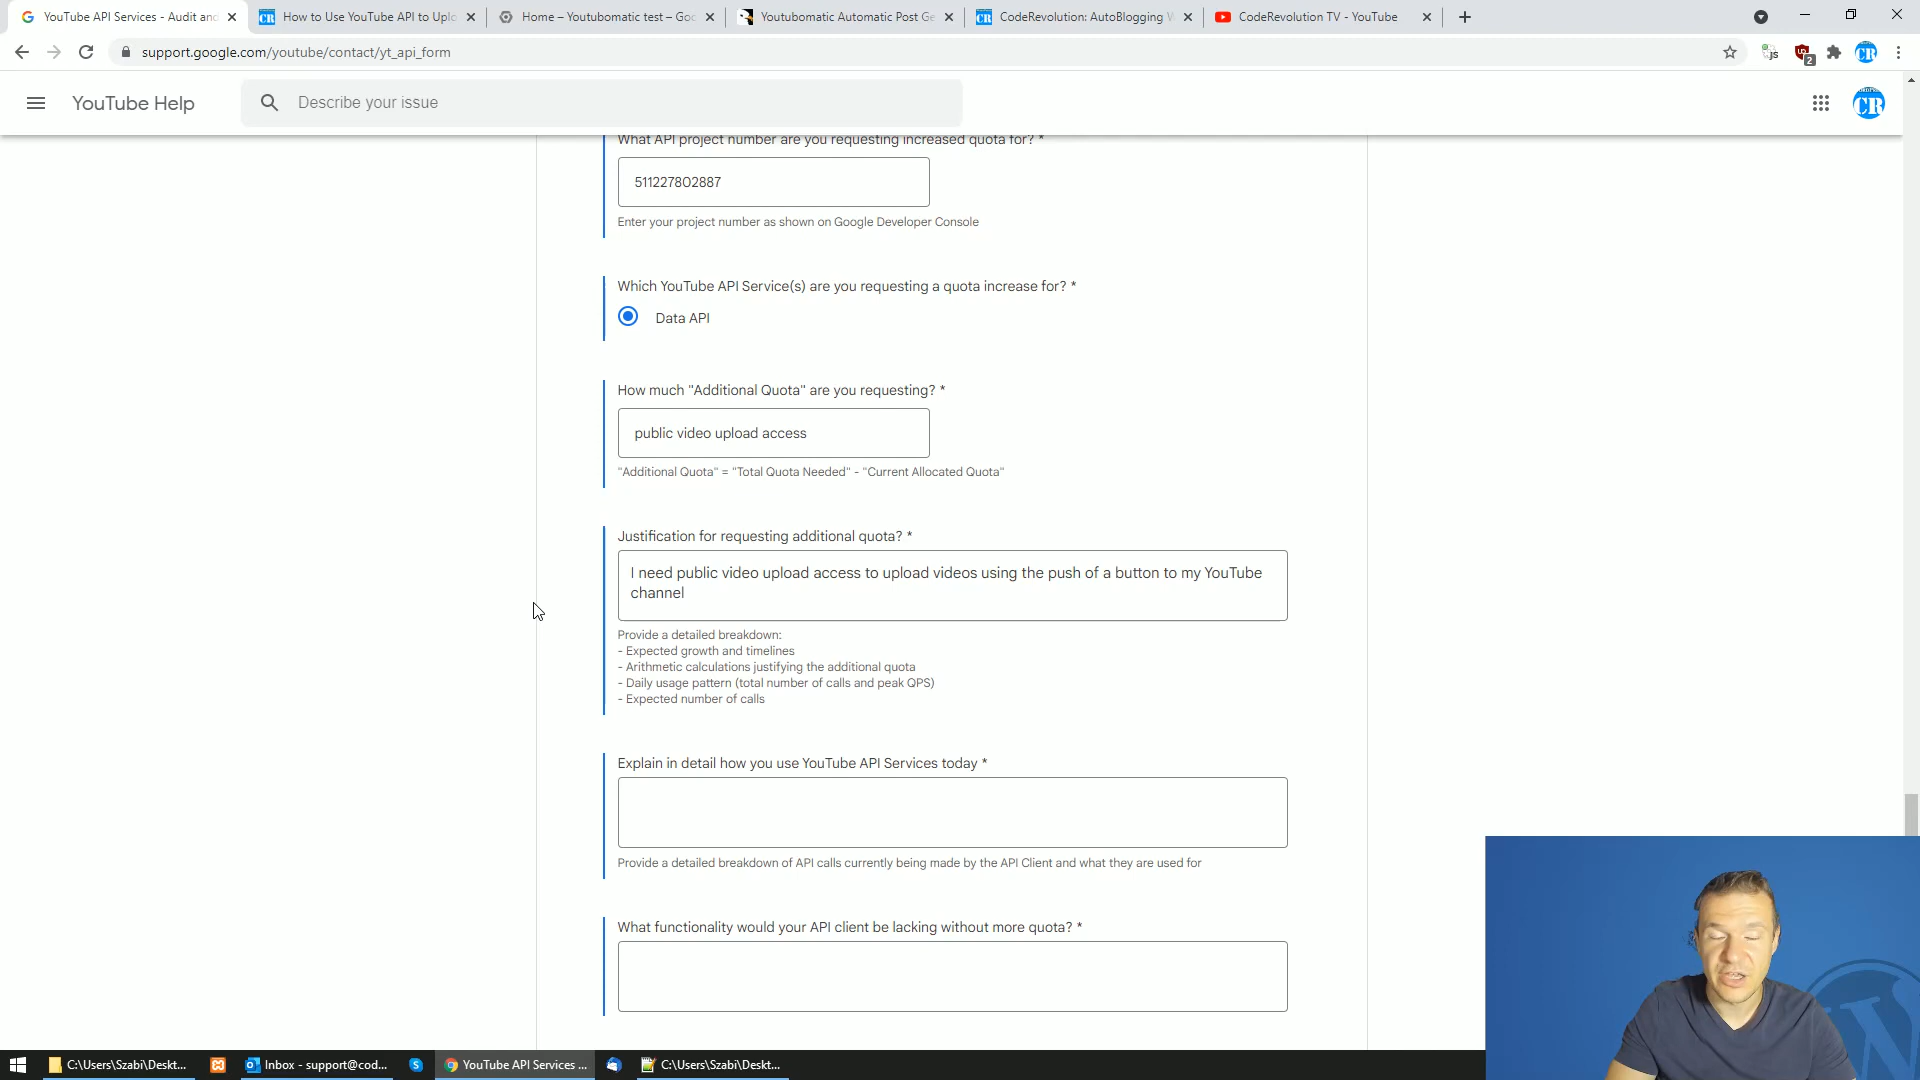 YouTube API Services - Audit and
How to Use YouTube API to Uplo
Home – Youtubomatic test – Goo
Youtubomatic Automatic Post Ge
CodeRevolution: AutoBlogging W
CodeRevolution TV - YouTube
support.google.com/youtube/contact/yt_api_form
JS
2
CR
YouTube Help
Describe your issue
CR
What API project number are you requesting increased quota for? *
511227802887
Enter your project number as shown on Google Developer Console
Which YouTube API Service(s) are you requesting a quota increase for? *
Data API
How much "Additional Quota" are you requesting? *
public video upload access
"Additional Quota" = "Total Quota Needed" - "Current Allocated Quota"
Justification for requesting additional quota? *
I need public video upload access to upload videos using the push of a button to my YouTube
channel
Provide a detailed breakdown:
- Expected growth and timelines
- Arithmetic calculations justifying the additional quota
- Daily usage pattern (total number of calls and peak QPS)
- Expected number of calls
Explain in detail how you use YouTube API Services today *
Provide a detailed breakdown of API calls currently being made by the API Client and what they are used for
What functionality would your API client be lacking without more quota? *
C:\Users\Szabi\Deskt...
Inbox - support@cod...
YouTube API Services ...
C:\Users\Szabi\Deskt...